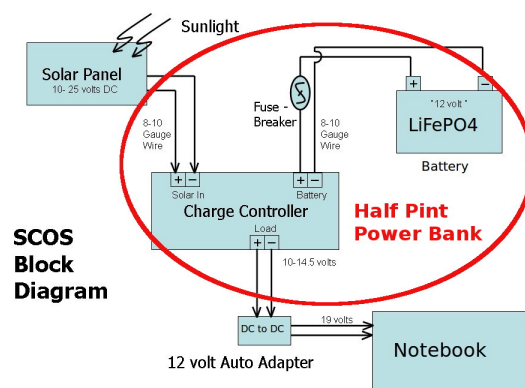 Sunlight
Solar Panel
10- 25 volts DC
8-10
Gauge
Wire
Fuse -
Breaker
8-10
Gauge
Wire
+ −
"12 volt"
LiFePO4
Battery
+ − + −
Solar In Battery
Charge Controller
Load
+ −
10-14.5 volts
Half Pint
Power Bank
SCOS
Block
Diagram
DC to DC
19 volts
12 volt Auto Adapter
Notebook